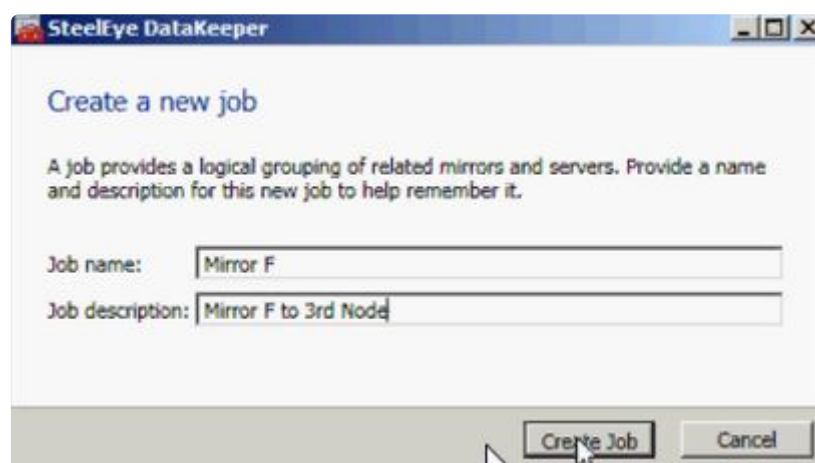 SteelEye DataKeeper
Create a new job
A job provides a logical grouping of related mirrors and servers. Provide a name
and description for this new job to help remember it.
Job name: Mirror F
Job description: Mirror F to 3rd Node
Create Job Cancel